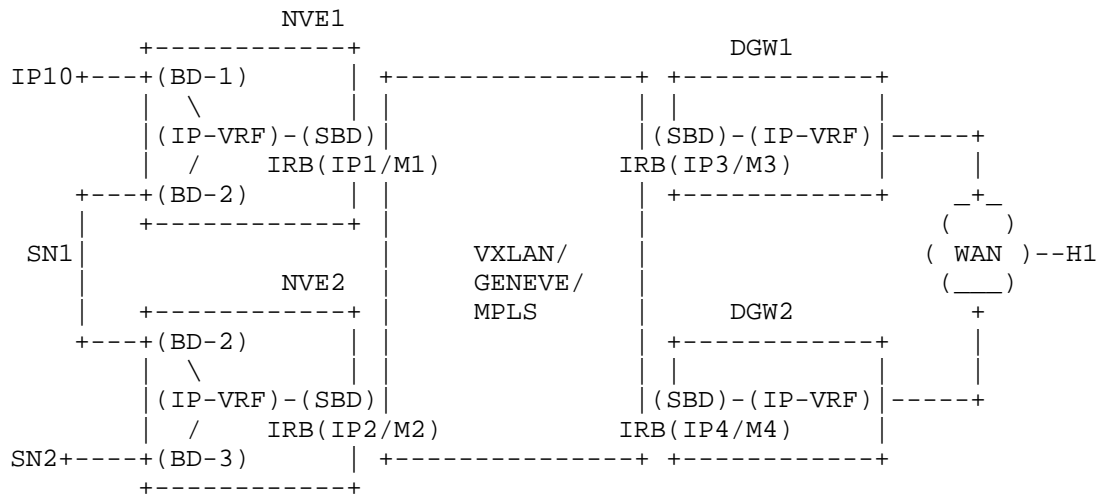 NVE1
DGW1
IP10+---+(BD-1)
(IP-VRF)-(SBD) (SBD)-(IP-VRF)
IRB(IP1/M1) IRB(IP3/M3)
(BD-2)
SN1 VXLAN/ ( WAN )--H1
NVE2 GENEVE/
MPLS DGW2
(BD-2)
(IP-VRF)-(SBD) (SBD)-(IP-VRF)
IRB(IP2/M2) IRB(IP4/M4)
SN2+----+(BD-3)